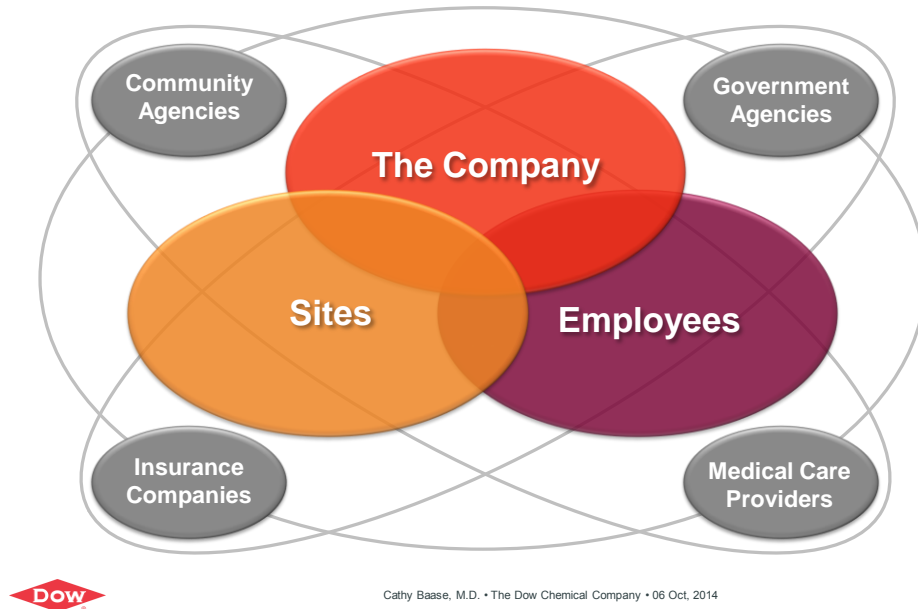 Community
Agencies
Government
Agencies
The Company
Sites
Employees
Insurance
Companies
Medical Care
Providers
Dow
®
Cathy Baase, M.D. • The Dow Chemical Company • 06 Oct, 2014